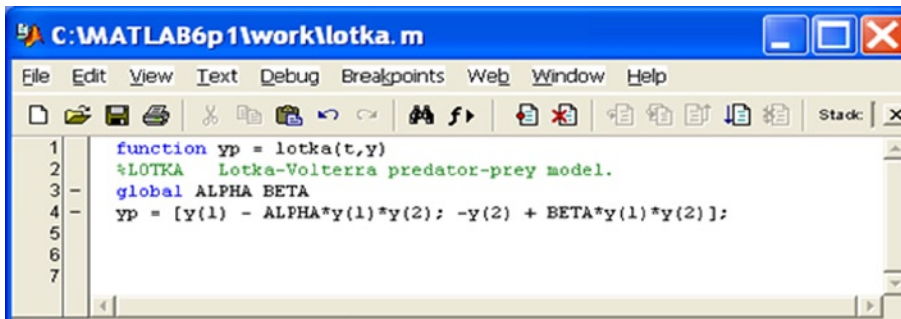 C:\MATLAB6p1\work\lotka.m
File Edit View Text Debug Breakpoints Web Window Help
Stack:
1 function yp = lotka(t,y)
2 %LOTKA   Lotka-Volterra predator-prey model.
3 - global ALPHA BETA
4 - yp = [y(1) - ALPHA*y(1)*y(2); -y(2) + BETA*y(1)*y(2)];
5
6
7